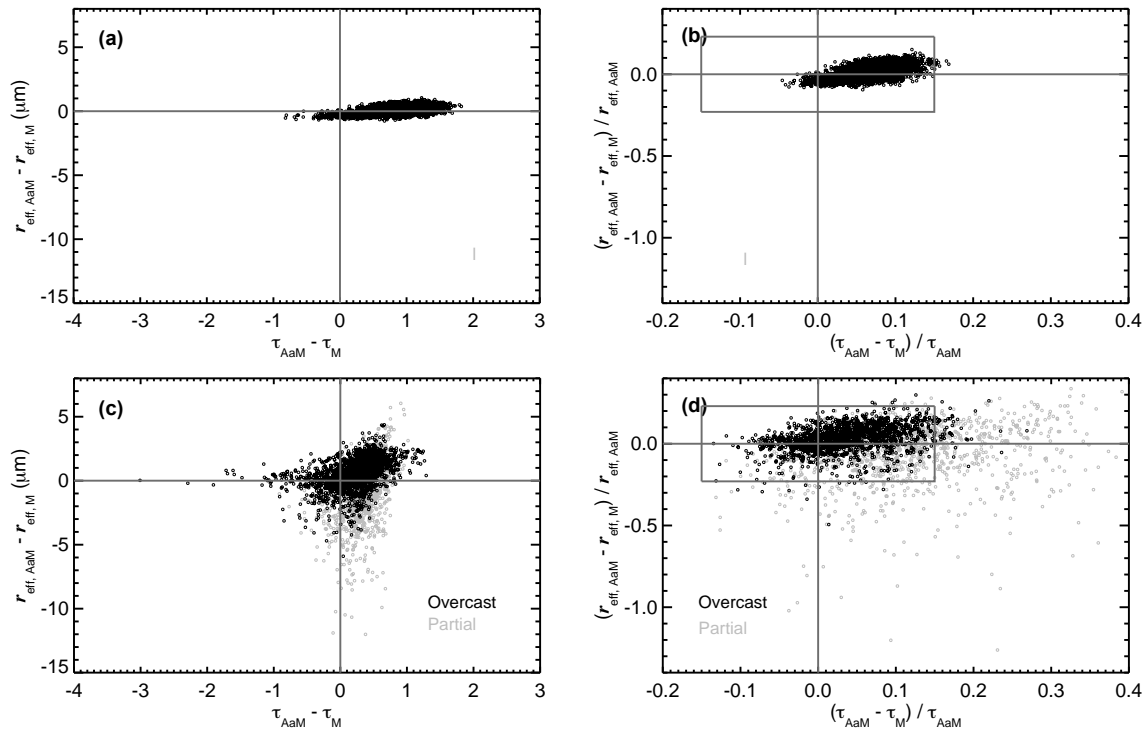 (a)
5
0
-5
-10
-15
r eff, AaM - r eff, M (μm)
-4 -3 -2 -1 0 1 2 3
τ AaM - τ M
l
(b)
0.0
-0.5
-1.0
(r eff, AaM - r eff, M) / r eff, AaM
-0.2 -0.1 0.0 0.1 0.2 0.3 0.4
(τ AaM - τ M) / τ AaM
l
(c)
5
0
-5
-10
-15
r eff, AaM - r eff, M (μm)
Overcast
Partial
-4 -3 -2 -1 0 1 2 3
τ AaM - τ M
(d)
0.0
-0.5
-1.0
(r eff, AaM - r eff, M) / r eff, AaM
Overcast
Partial
-0.2 -0.1 0.0 0.1 0.2 0.3 0.4
(τ AaM - τ M) / τ AaM